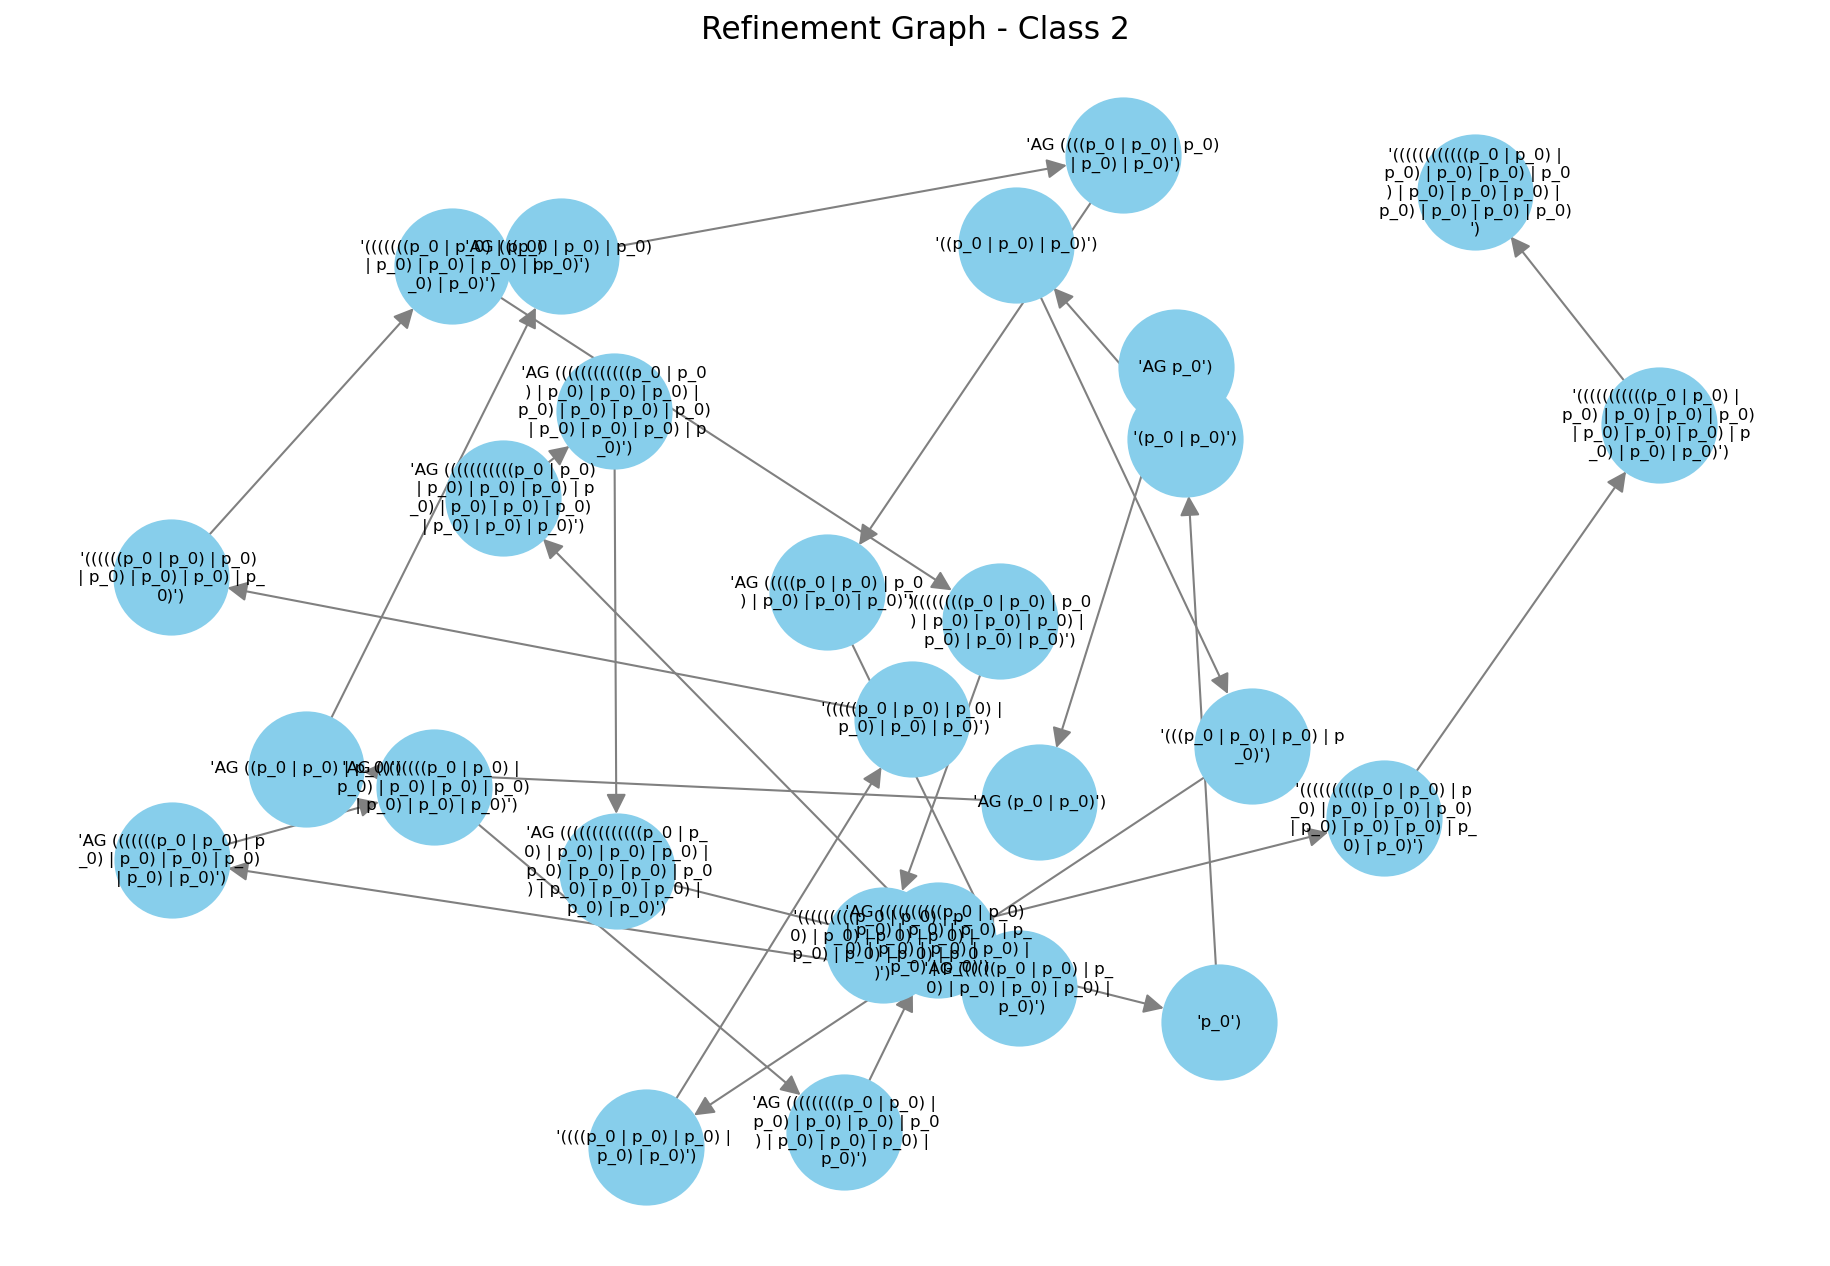 Refinement Graph - Class 2
'AG ((((p_0 | p_0) | p_0)
| p_0) | p_0)')
'((((((((((((p_0 | p_0) |
p_0) | p_0) | p_0) | p_0
) | p_0) | p_0) | p_0) |
p_0) | p_0) | p_0) | p_0)
')
'((p_0 | p_0) | p_0)')
'(((((((p_0 | p_0) | p_0)
| p_0) | p_0) | p_0) | p
_0) | p_0)')
'AG (((p_0 | p_0) | p_0)
| p_0)')
'AG p_0')
'AG ((((((((((((p_0 | p_0
) | p_0) | p_0) | p_0) |
p_0) | p_0) | p_0) | p_0)
| p_0) | p_0) | p_0) | p
_0)')
'(p_0 | p_0)')
'(((((((((((p_0 | p_0) |
p_0) | p_0) | p_0) | p_0)
| p_0) | p_0) | p_0) | p
_0) | p_0) | p_0)')
'AG (((((((((((p_0 | p_0)
| p_0) | p_0) | p_0) | p
_0) | p_0) | p_0) | p_0)
| p_0) | p_0) | p_0)')
'((((((p_0 | p_0) | p_0)
| p_0) | p_0) | p_0) | p_
0)')
'AG (((((p_0 | p_0) | p_0
) | p_0) | p_0) | p_0)')
'((((((((p_0 | p_0) | p_0
) | p_0) | p_0) | p_0) |
p_0) | p_0) | p_0)')
'(((((p_0 | p_0) | p_0) |
p_0) | p_0) | p_0)')
'(((p_0 | p_0) | p_0) | p
_0)')
'AG ((p_0 | p_0) | p_0)')
'AG ((((((((p_0 | p_0) |
p_0) | p_0) | p_0) | p_0)
| p_0) | p_0) | p_0)')
'AG (p_0 | p_0)')
'((((((((((p_0 | p_0) | p
_0) | p_0) | p_0) | p_0)
| p_0) | p_0) | p_0) | p_
0) | p_0)')
'AG (((((((p_0 | p_0) | p
_0) | p_0) | p_0) | p_0)
| p_0) | p_0)')
'AG (((((((((((((p_0 | p_
0) | p_0) | p_0) | p_0) |
p_0) | p_0) | p_0) | p_0
) | p_0) | p_0) | p_0) |
p_0) | p_0)')
'(((((((((p_0 | p_0) | p_
0) | p_0) | p_0) | p_0) |
p_0) | p_0) | p_0) | p_0
)')
'AG ((((((((((p_0 | p_0)
| p_0) | p_0) | p_0) | p_
0) | p_0) | p_0) | p_0) |
p_0) | p_0)')
'AG ((((((p_0 | p_0) | p_
0) | p_0) | p_0) | p_0) |
p_0)')
'p_0')
'AG (((((((((p_0 | p_0) |
p_0) | p_0) | p_0) | p_0
) | p_0) | p_0) | p_0) |
p_0)')
'((((p_0 | p_0) | p_0) |
p_0) | p_0)')